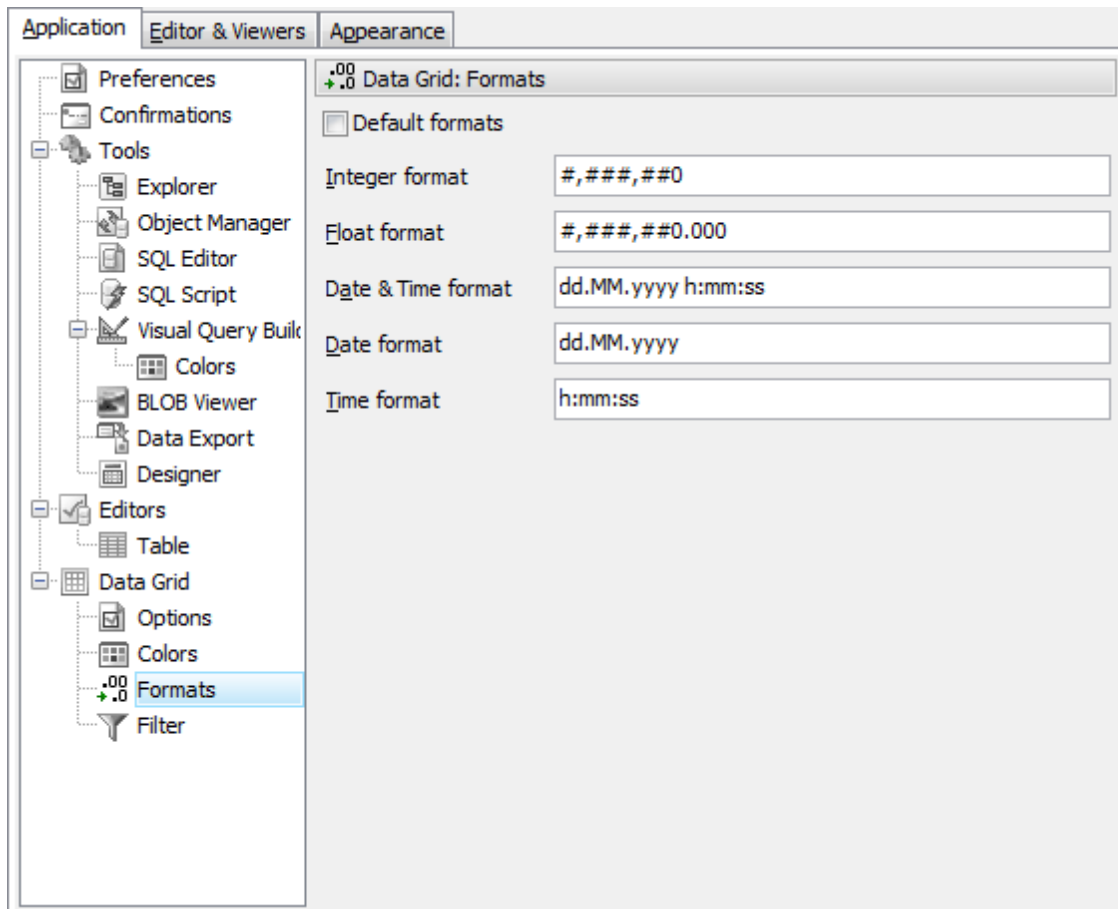 Application Editor & Viewers Appearance
Preferences
Confirmations
Tools
Explorer
Object Manager
SQL Editor
SQL Script
Visual Query Build
Colors
BLOB Viewer
Data Export
Designer
Editors
Table
Data Grid
Options
Colors
Formats
Filter
Data Grid: Formats
Default formats
Integer format #,###,##0
Float format #,###,##0.000
Date & Time format dd.MM.yyyy h:mm:ss
Date format dd.MM.yyyy
Time format h:mm:ss